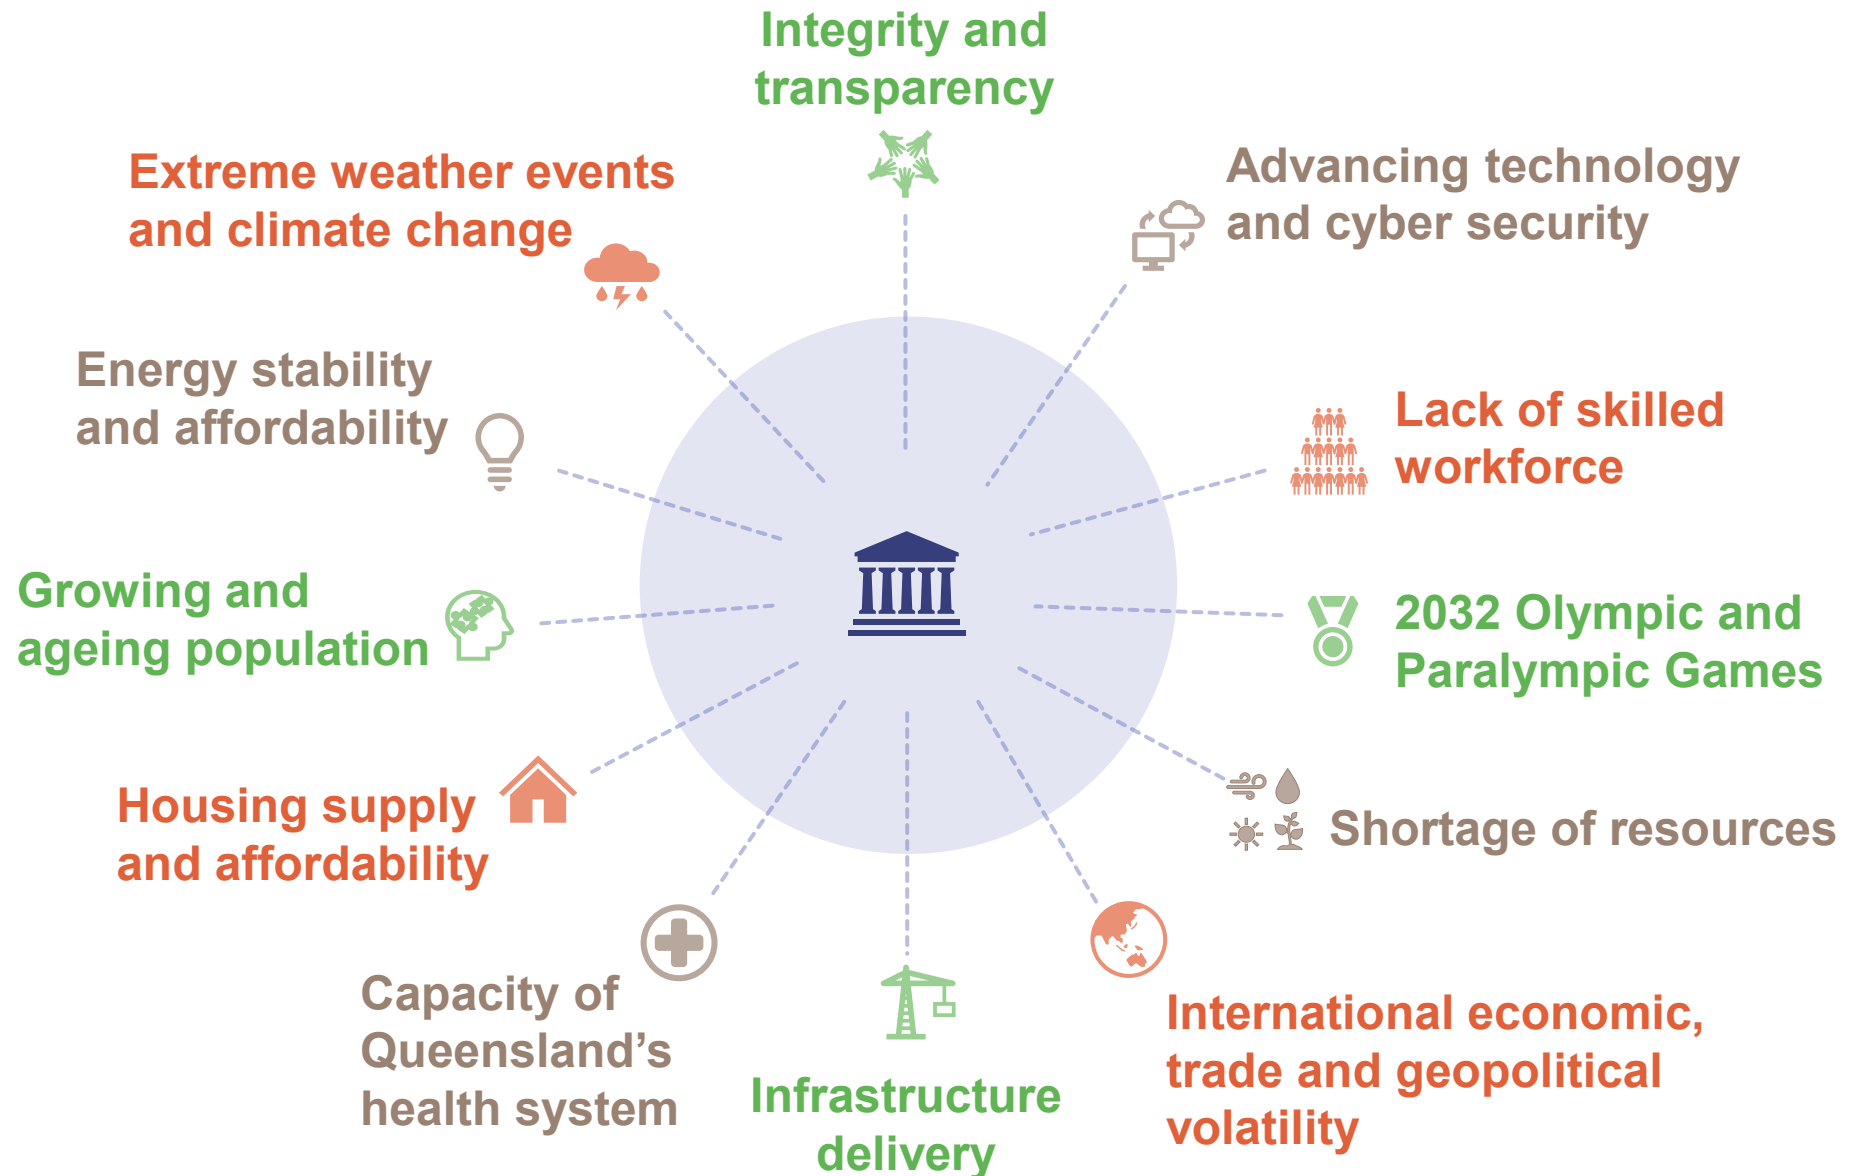 Integrity and
transparency
Extreme weather events
and climate change
Advancing technology
and cyber security
Energy stability
and affordability
Lack of skilled
workforce
Growing and
ageing population
2032 Olympic and
Paralympic Games
Housing supply
and affordability
Shortage of resources
Capacity of
Queensland’s
health system
Infrastructure
delivery
International economic,
trade and geopolitical
volatility